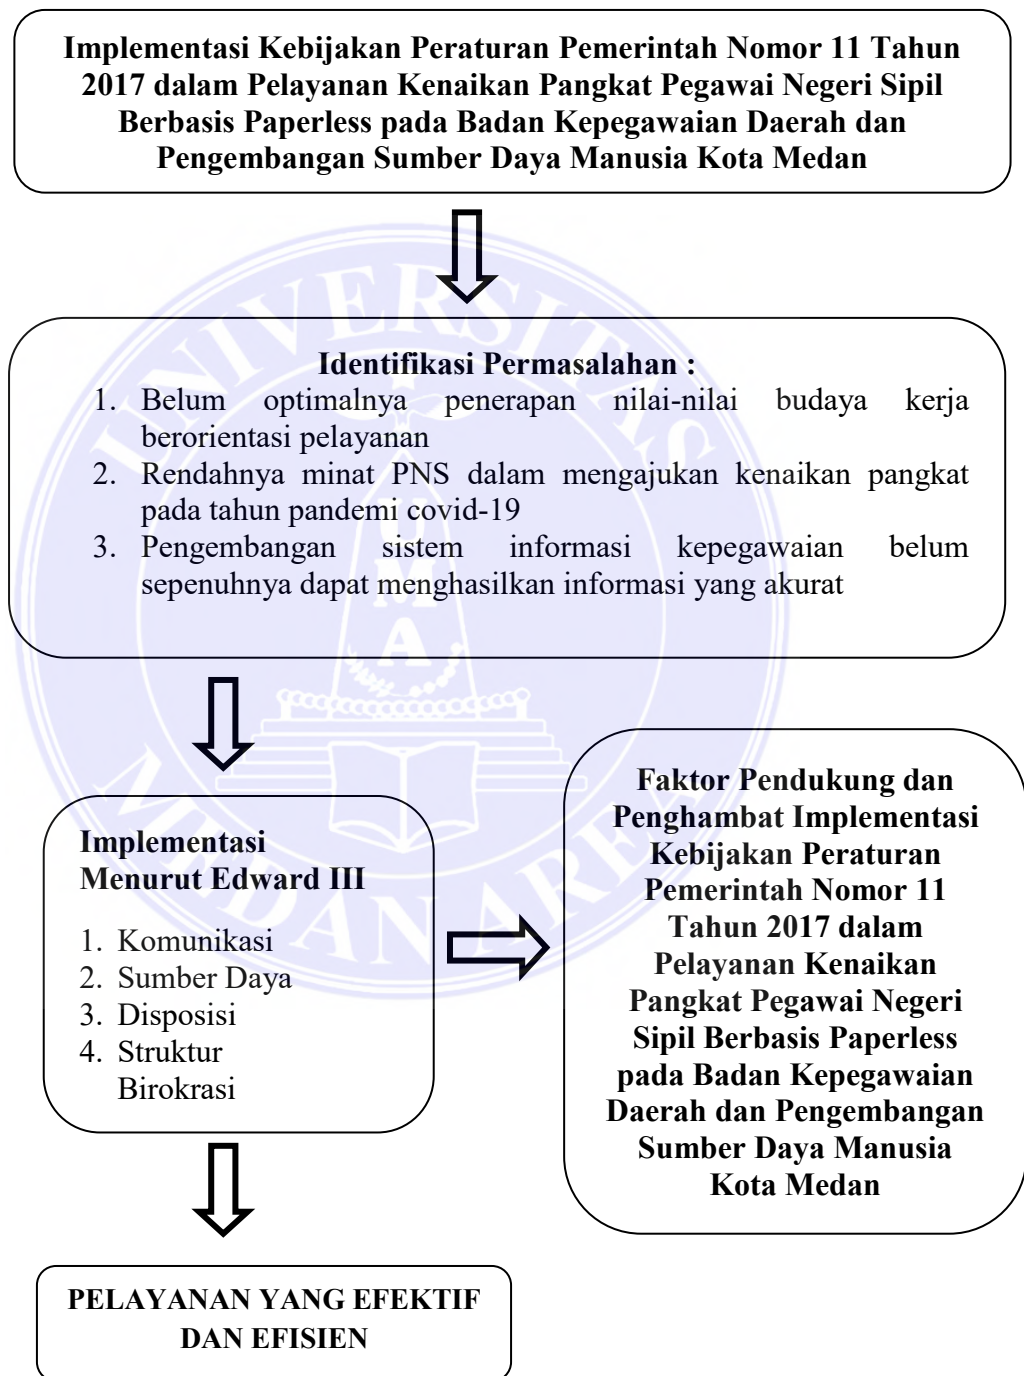 Implementasi Kebijakan Peraturan Pemerintah Nomor 11 Tahun
2017 dalam Pelayanan Kenaikan Pangkat Pegawai Negeri Sipil
Berbasis Paperless pada Badan Kepegawaian Daerah dan
Pengembangan Sumber Daya Manusia Kota Medan
Identifikasi Permasalahan :
1. Belum optimalnya penerapan nilai-nilai budaya kerja
berorientasi pelayanan
2. Rendahnya minat PNS dalam mengajukan kenaikan pangkat
pada tahun pandemi covid-19
3. Pengembangan sistem informasi kepegawaian belum
sepenuhnya dapat menghasilkan informasi yang akurat
Implementasi
Menurut Edward III
1. Komunikasi
2. Sumber Daya
3. Disposisi
4. Struktur
Birokrasi
Faktor Pendukung dan
Penghambat Implementasi
Kebijakan Peraturan
Pemerintah Nomor 11
Tahun 2017 dalam
Pelayanan Kenaikan
Pangkat Pegawai Negeri
Sipil Berbasis Paperless
pada Badan Kepegawaian
Daerah dan Pengembangan
Sumber Daya Manusia
Kota Medan
PELAYANAN YANG EFEKTIF
DAN EFISIEN
UNIVERSITAS
MEDAN AREA
U
M
A